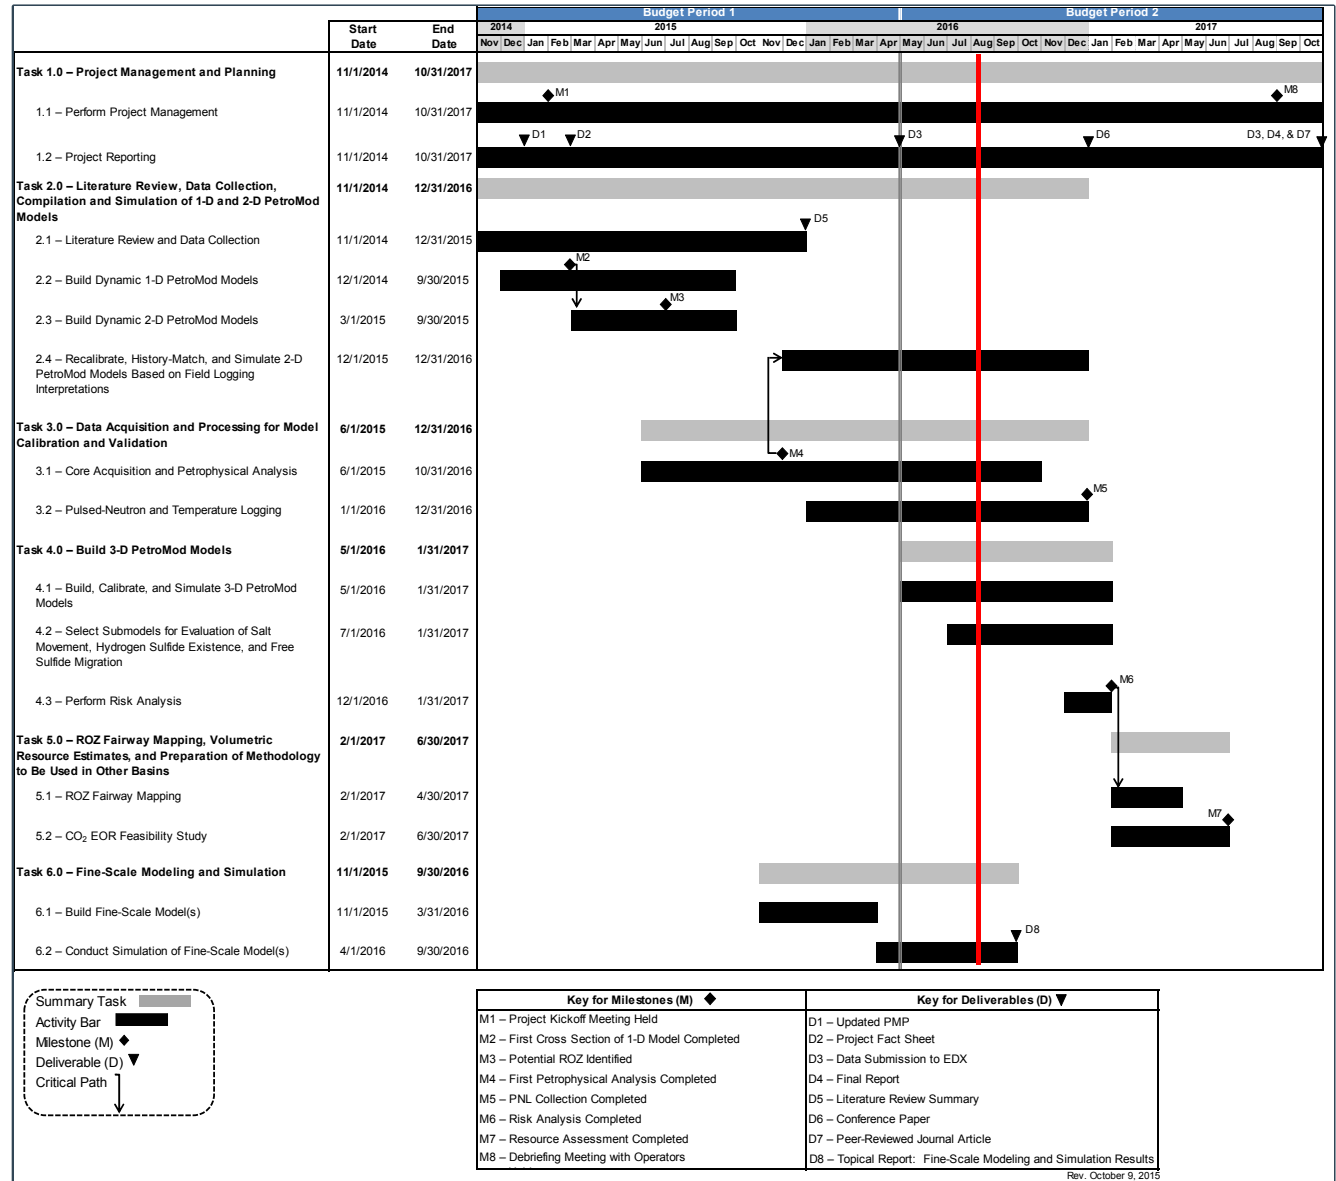 Budget Period 1 Budget Period 2
Start Date End Date 2014 2015 2016 2017
Nov Dec Jan Feb Mar Apr May Jun Jul Aug Sep Oct Nov Dec Jan Feb Mar Apr May Jun Jul Aug Sep Oct Nov Dec Jan Feb Mar Apr May Jun Jul Aug Sep Oct
Task 1.0 – Project Management and Planning 11/1/2014 10/31/2017
M1 M8
1.1 – Perform Project Management 11/1/2014 10/31/2017
D1 D2 D3 D6 D3, D4, & D7
1.2 – Project Reporting 11/1/2014 10/31/2017
Task 2.0 – Literature Review, Data Collection, 11/1/2014 12/31/2016
Compilation and Simulation of 1-D and 2-D PetroMod
Models
D5
2.1 – Literature Review and Data Collection 11/1/2014 12/31/2015
M2
2.2 – Build Dynamic 1-D PetroMod Models 12/1/2014 9/30/2015
M3
2.3 – Build Dynamic 2-D PetroMod Models 3/1/2015 9/30/2015
2.4 – Recalibrate, History-Match, and Simulate 2-D 12/1/2015 12/31/2016
PetroMod Models Based on Field Logging
Interpretations
Task 3.0 – Data Acquisition and Processing for Model 6/1/2015 12/31/2016
Calibration and Validation
M4
3.1 – Core Acquisition and Petrophysical Analysis 6/1/2015 10/31/2016
M5
3.2 – Pulsed-Neutron and Temperature Logging 1/1/2016 12/31/2016
Task 4.0 – Build 3-D PetroMod Models 5/1/2016 1/31/2017
4.1 – Build, Calibrate, and Simulate 3-D PetroMod 5/1/2016 1/31/2017
Models
4.2 – Select Submodels for Evaluation of Salt 7/1/2016 1/31/2017
Movement, Hydrogen Sulfide Existence, and Free
Sulfide Migration
M6
4.3 – Perform Risk Analysis 12/1/2016 1/31/2017
Task 5.0 – ROZ Fairway Mapping, Volumetric 2/1/2017 6/30/2017
Resource Estimates, and Preparation of Methodology
to Be Used in Other Basins
5.1 – ROZ Fairway Mapping 2/1/2017 4/30/2017
M7
5.2 – CO2 EOR Feasibility Study 2/1/2017 6/30/2017
Task 6.0 – Fine-Scale Modeling and Simulation 11/1/2015 9/30/2016
6.1 – Build Fine-Scale Model(s) 11/1/2015 3/31/2016
D8
6.2 – Conduct Simulation of Fine-Scale Model(s) 4/1/2016 9/30/2016
Summary Task
Activity Bar
Milestone (M)
Deliverable (D)
Critical Path
Key for Milestones (M)
M1 – Project Kickoff Meeting Held
M2 – First Cross Section of 1-D Model Completed
M3 – Potential ROZ Identified
M4 – First Petrophysical Analysis Completed
M5 – PNL Collection Completed
M6 – Risk Analysis Completed
M7 – Resource Assessment Completed
M8 – Debriefing Meeting with Operators
Key for Deliverables (D)
D1 – Updated PMP
D2 – Project Fact Sheet
D3 – Data Submission to EDX
D4 – Final Report
D5 – Literature Review Summary
D6 – Conference Paper
D7 – Peer-Reviewed Journal Article
D8 – Topical Report: Fine-Scale Modeling and Simulation Results
Rev. October 9, 2015